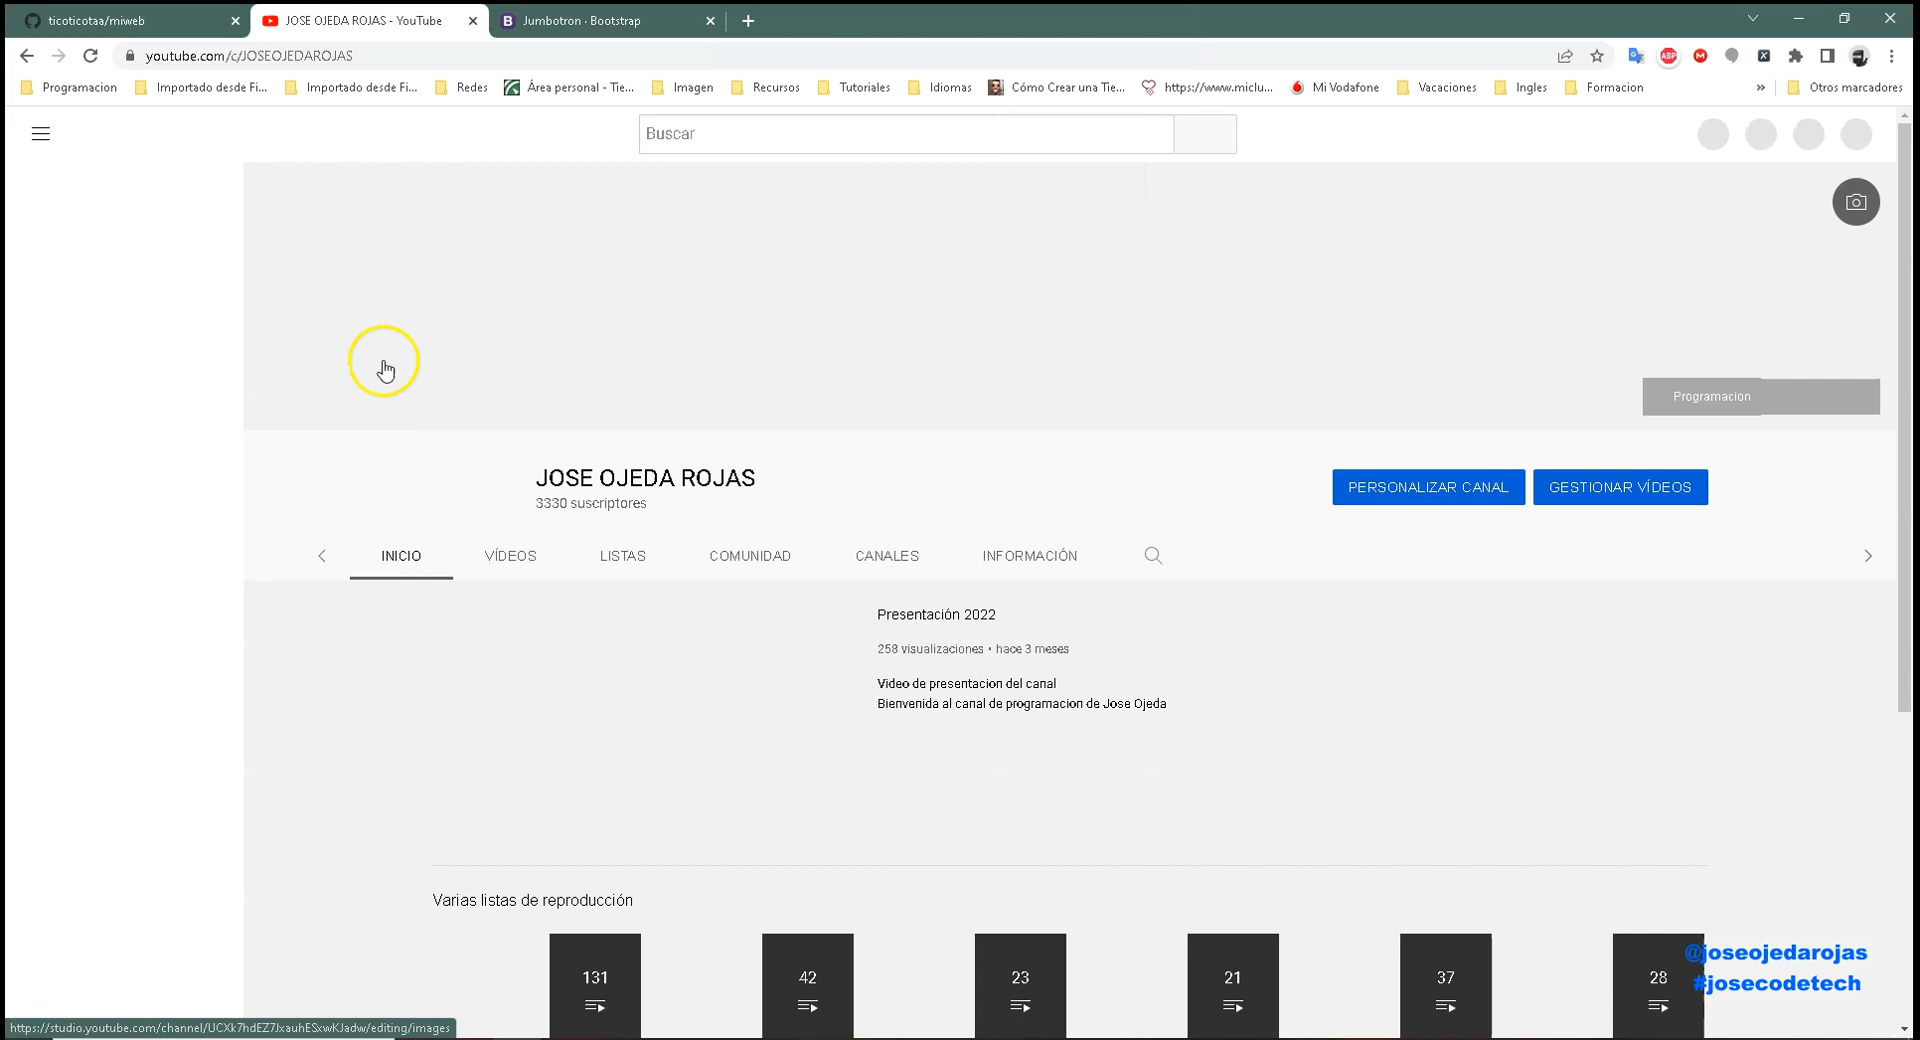 ticoticotaa/miweb
JOSE OJEDA ROJAS - YouTube
B
Jumbotron · Bootstrap
youtube.com/c/JOSEOJEDAROJAS
ABP
M
X
Programacion
Importado desde Fi...
Importado desde Fi...
Redes
Área personal - Tie...
Imagen
Recursos
Tutoriales
Idiomas
Cómo Crear una Tie...
https://www.miclu...
Mi Vodafone
Vacaciones
Ingles
Formacion
»
Otros marcadores
Buscar
Programacion
JOSE OJEDA ROJAS
3330 suscriptores
PERSONALIZAR CANAL
GESTIONAR VÍDEOS
INICIO
VÍDEOS
LISTAS
COMUNIDAD
CANALES
INFORMACIÓN
Presentación 2022
258 visualizaciones • hace 3 meses
Video de presentacion del canal
Bienvenida al canal de programacion de Jose Ojeda
Varias listas de reproducción
131
42
23
21
37
28
@joseojedarojas
#josecodetech
https://studio.youtube.com/channel/UCXk7hdEZ7JxauhESxwKJadw/editing/images